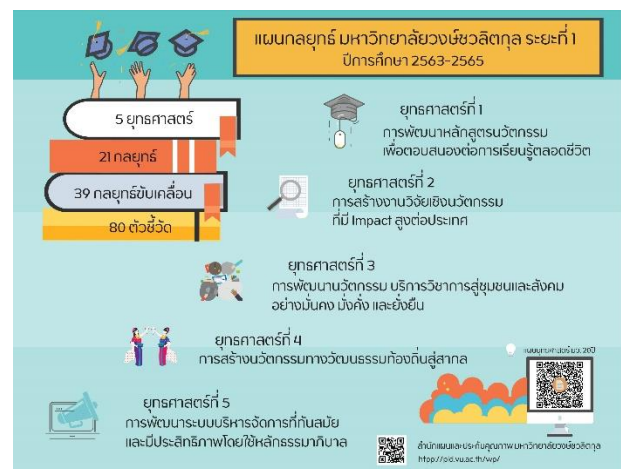 แผนกลยุทธ์ มหาวิทยาลัยวงษ์ชวลิตกุล ระยะที่ 1
ปีการศึกษา 2563-2565
5 ยุทธศาสตร์
21 กลยุทธ์
39 กลยุทธ์ขับเคลื่อน
80 ตัวชี้วัด
ยุทธศาสตร์ที่ 1
การพัฒนาหลักสูตรนวัตกรรม
เพื่อตอบสนองต่อการเรียนรู้ตลอดชีวิต
ยุทธศาสตร์ที่ 2
การสร้างงานวิจัยเชิงนวัตกรรม
ที่มี Impact สูงต่อประเทศ
ยุทธศาสตร์ที่ 3
การพัฒนานวัตกรรม บริการวิชาการสู่ชุมชนและสังคม
อย่างมั่นคง มั่งคั่ง และยั่งยืน
ยุทธศาสตร์ที่ 4
การสร้างนวัตกรรมทางวัฒนธรรมท้องถิ่นสู่สากล
ยุทธศาสตร์ที่ 5
การพัฒนาระบบบริหารจัดการที่ทันสมัย
และมีประสิทธิภาพโดยใช้หลักธรรมาภิบาล
แผนยุทธศาสตร์ มว. 20ปี
สำนักแผนและประกันคุณภาพ มหาวิทยาลัยวงษ์ชวลิตกุล